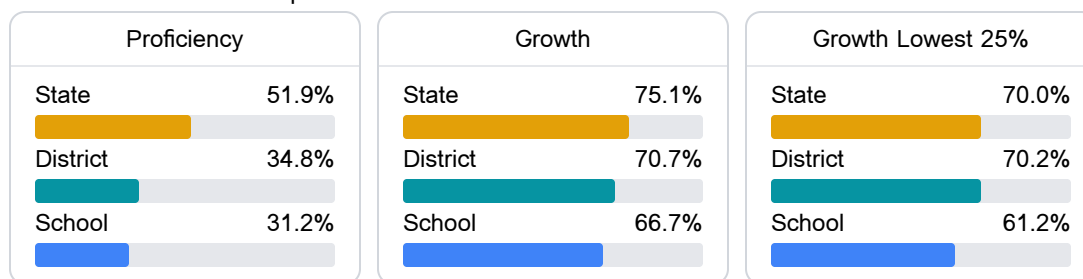 Proficiency
State 51.9%
District 34.8%
School 31.2%
Growth
State 75.1%
District 70.7%
School 66.7%
Growth Lowest 25%
State 70.0%
District 70.2%
School 61.2%